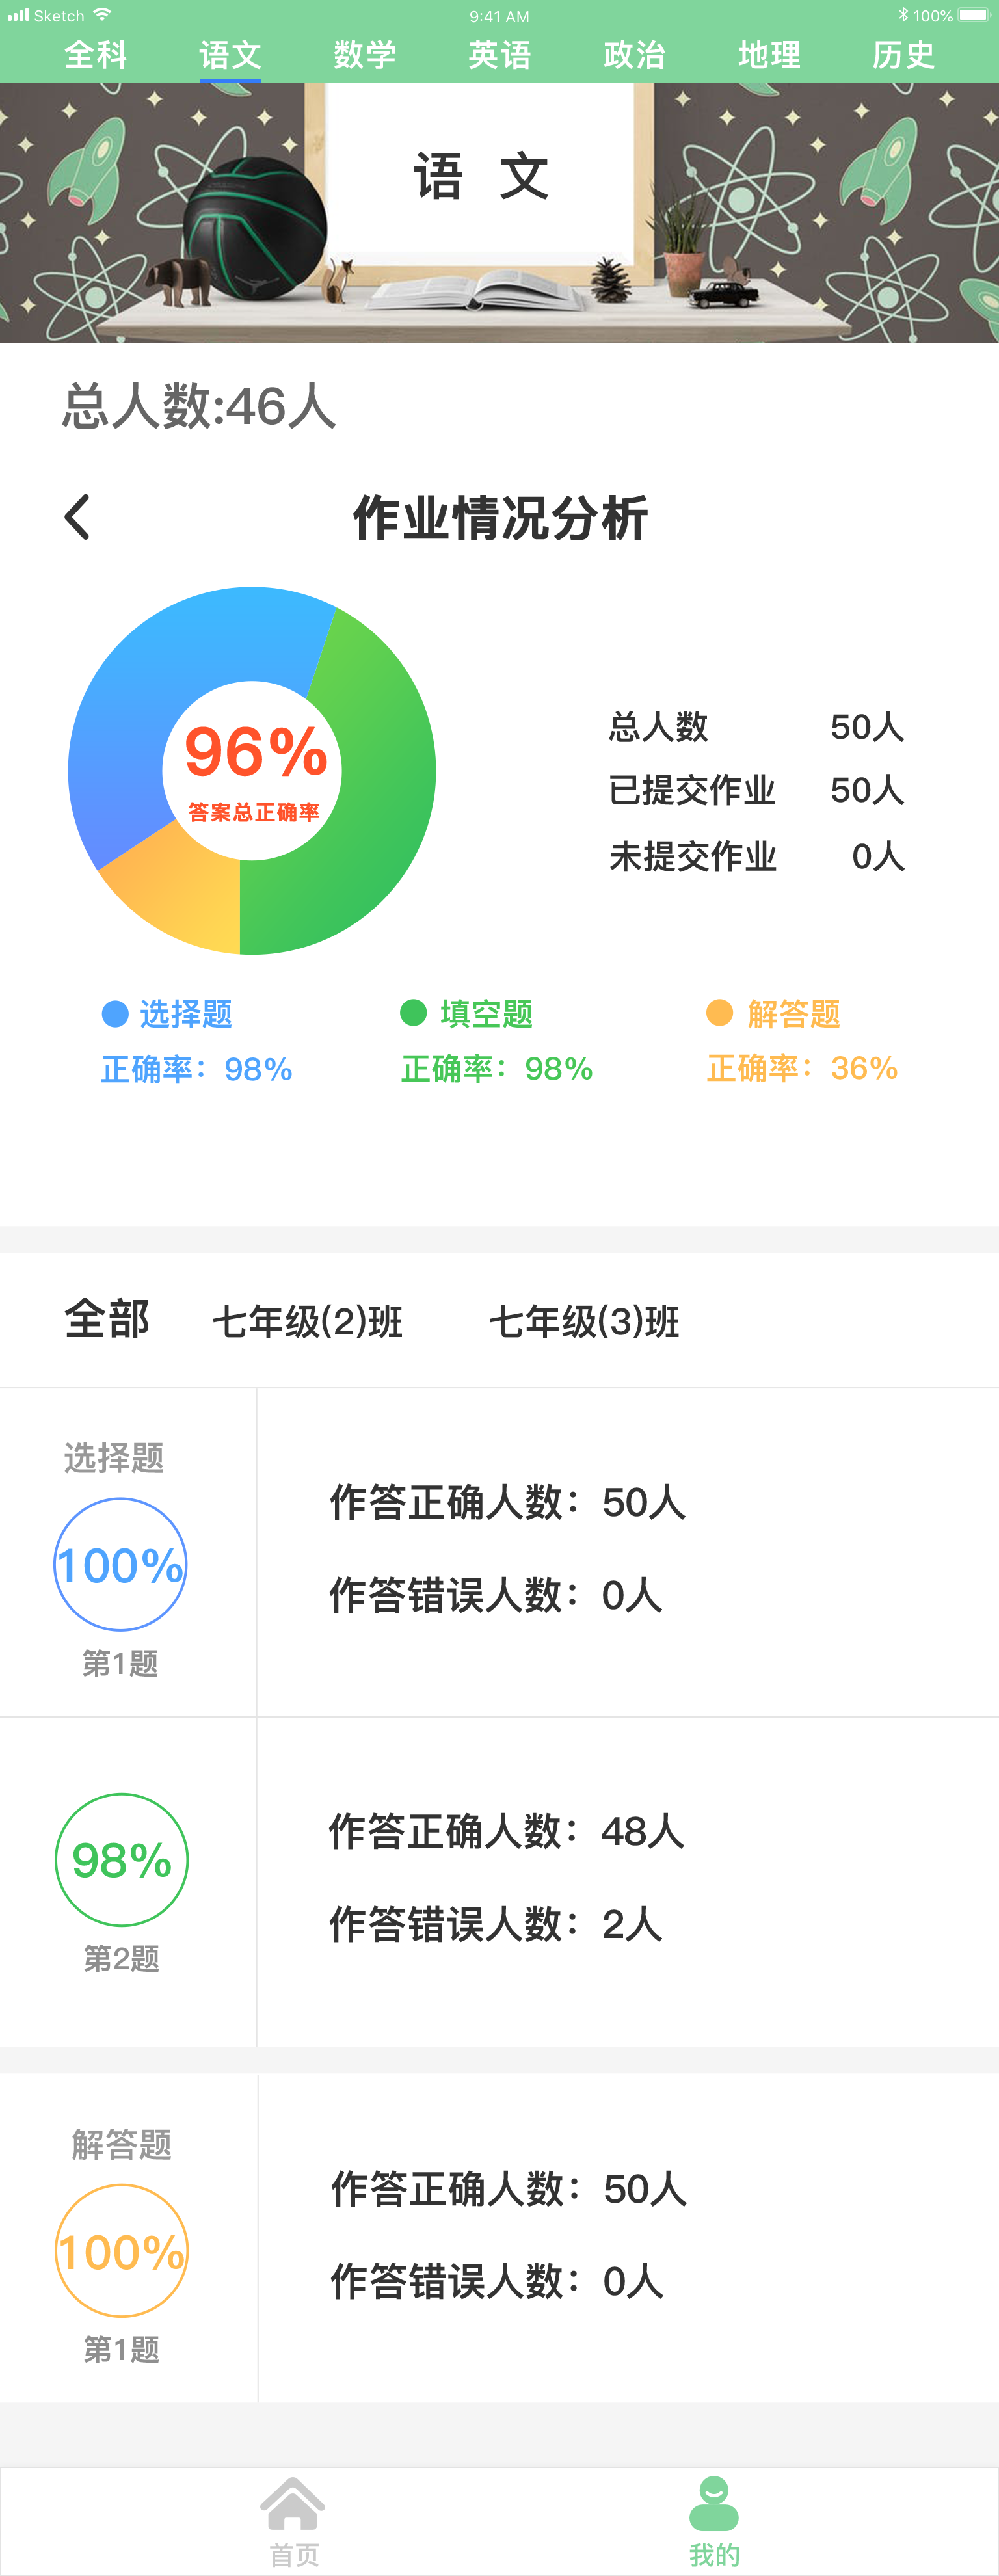 Sketch 9:41 AM 100%
全科 语文 数学 英语 政治 地理 历史
语 文
总人数:46人
作业情况分析
96%
答案总正确率
总人数 50人
已提交作业 50人
未提交作业 0人
选择题 填空题 解答题
正确率：98% 正确率：98% 正确率：36%
全部 七年级(2)班 七年级(3)班
选择题
100%
第1题
作答正确人数：50人
作答错误人数：0人
98%
第2题
作答正确人数：48人
作答错误人数：2人
解答题
100%
第1题
作答正确人数：50人
作答错误人数：0人
首页 我的